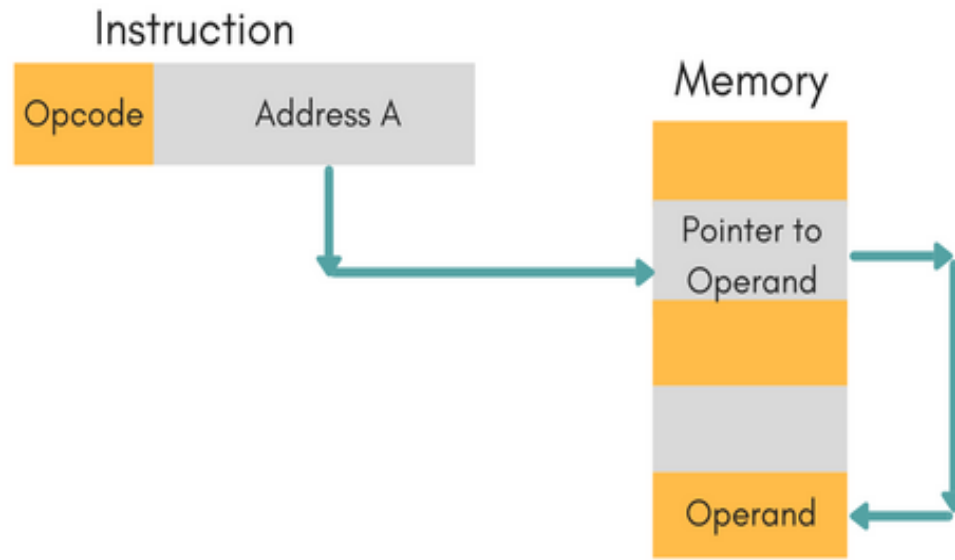 Instruction
Opcode
Address A
Memory
Pointer to
Operand
Operand